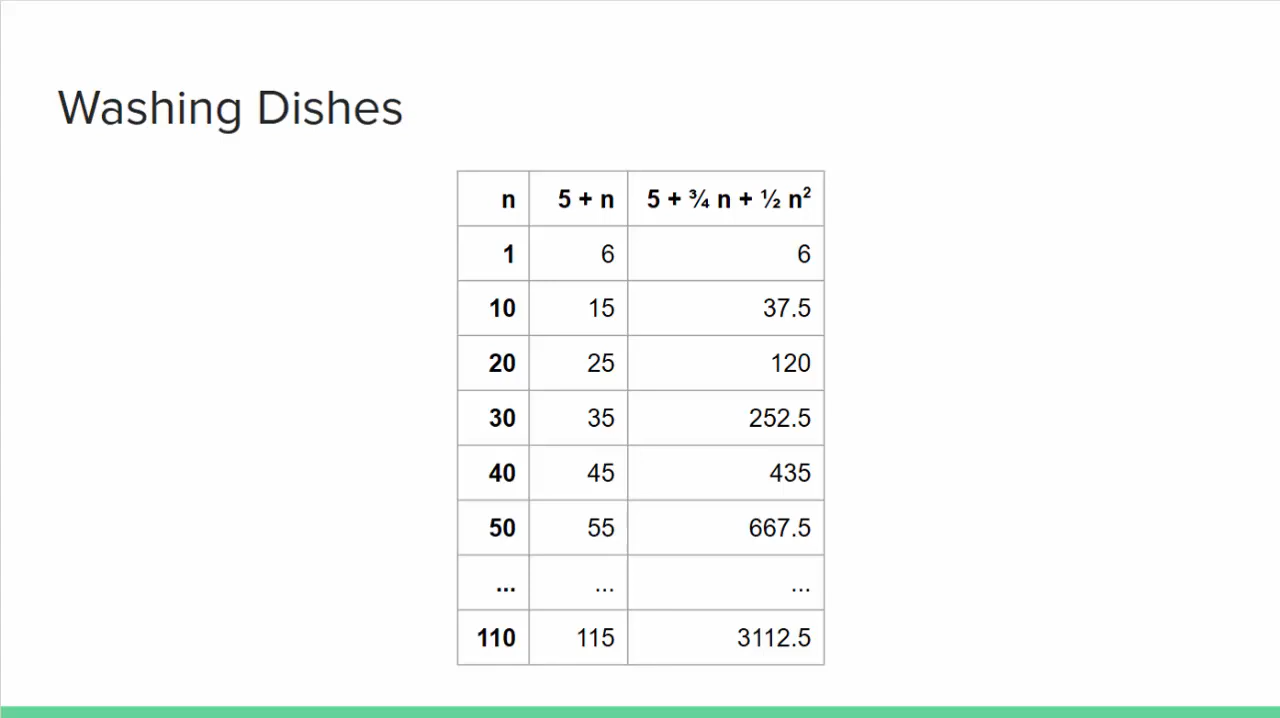 Washing Dishes
n 5 + n 5 + ¾ n + ½ n²
1 6 6
10 15 37.5
20 25 120
30 35 252.5
40 45 435
50 55 667.5
... ... ...
110 115 3112.5